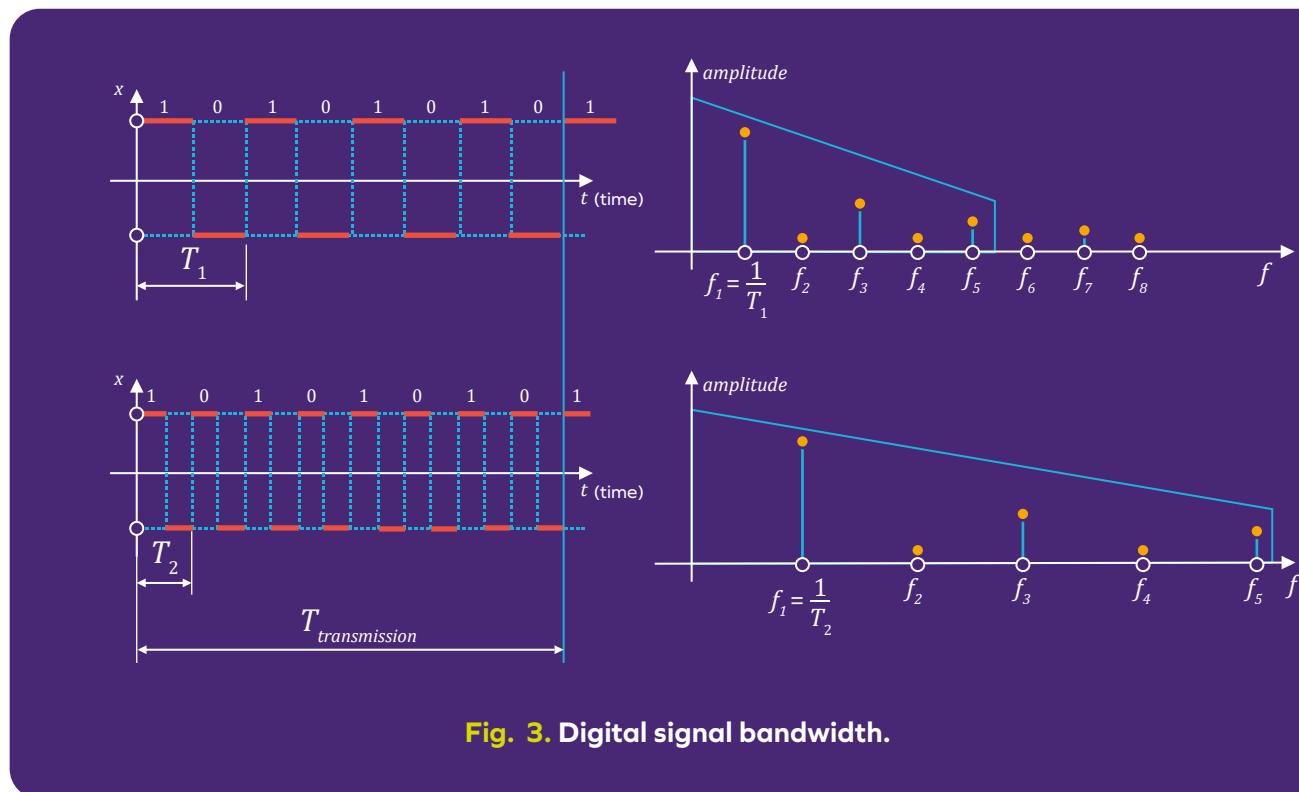 x
1 0 1 0 1 0 1 0 1
t (time)
T1
amplitude
f1 = 1/T1 f2 f3 f4 f5 f6 f7 f8
f
x
1 0 1 0 1 0 1 0 1
t (time)
T2
Ttransmission
amplitude
f1 = 1/T2 f2 f3 f4 f5
f
Fig. 3. Digital signal bandwidth.